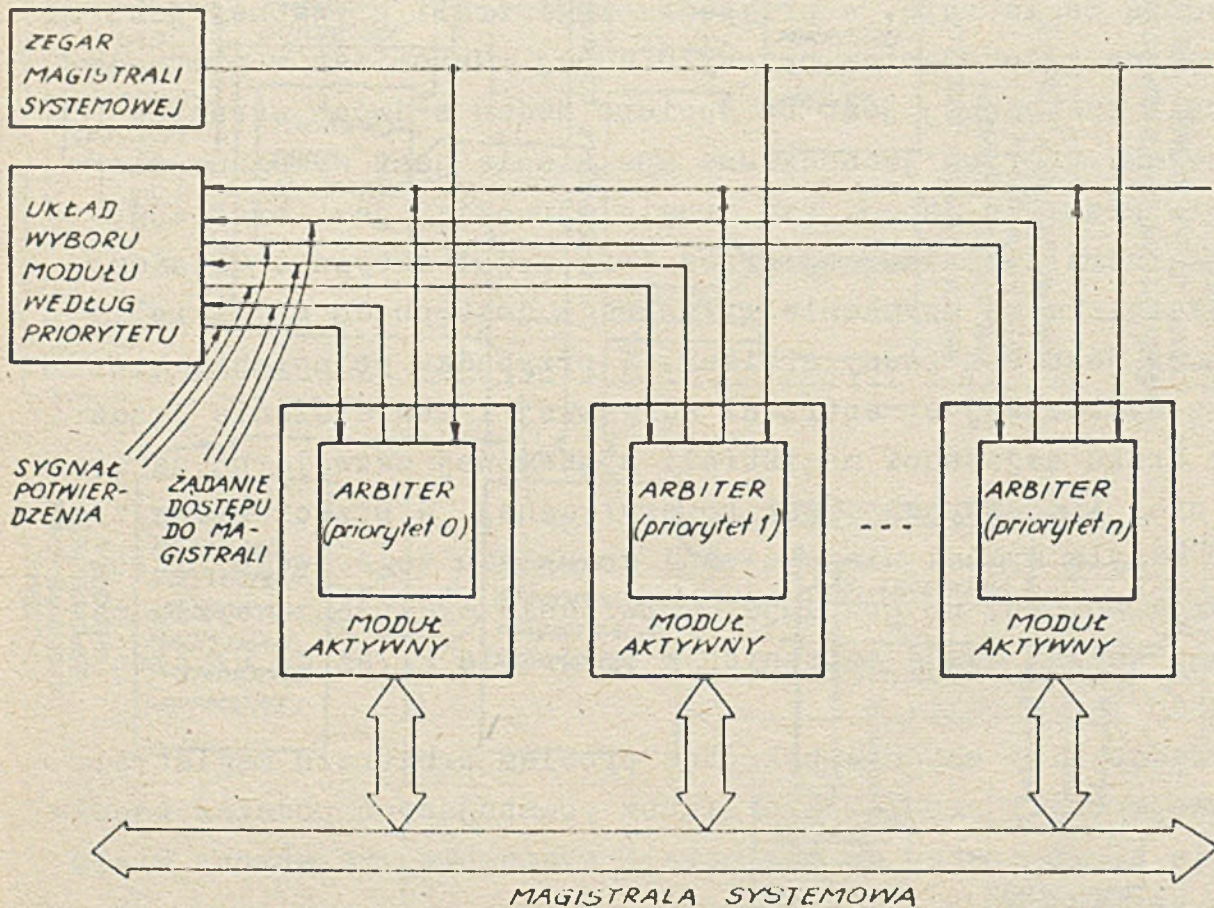 ZEGAR
MAGISTRALI
SYSTEMOWEJ
UKŁAD
WYBORU
MODUŁU
WEDŁUG
PRIORYTETU
SYGNAŁ
POTWIER-
DZENIA
ŻĄDANIE
DOSTĘPU
DO MA-
GISTRALI
ARBITER
(priorytet 0)
MODUŁ
AKTYWNY
ARBITER
(priorytet 1)
MODUŁ
AKTYWNY
- - -
ARBITER
(priorytet n)
MODUŁ
AKTYWNY
MAGISTRALA SYSTEMOWA